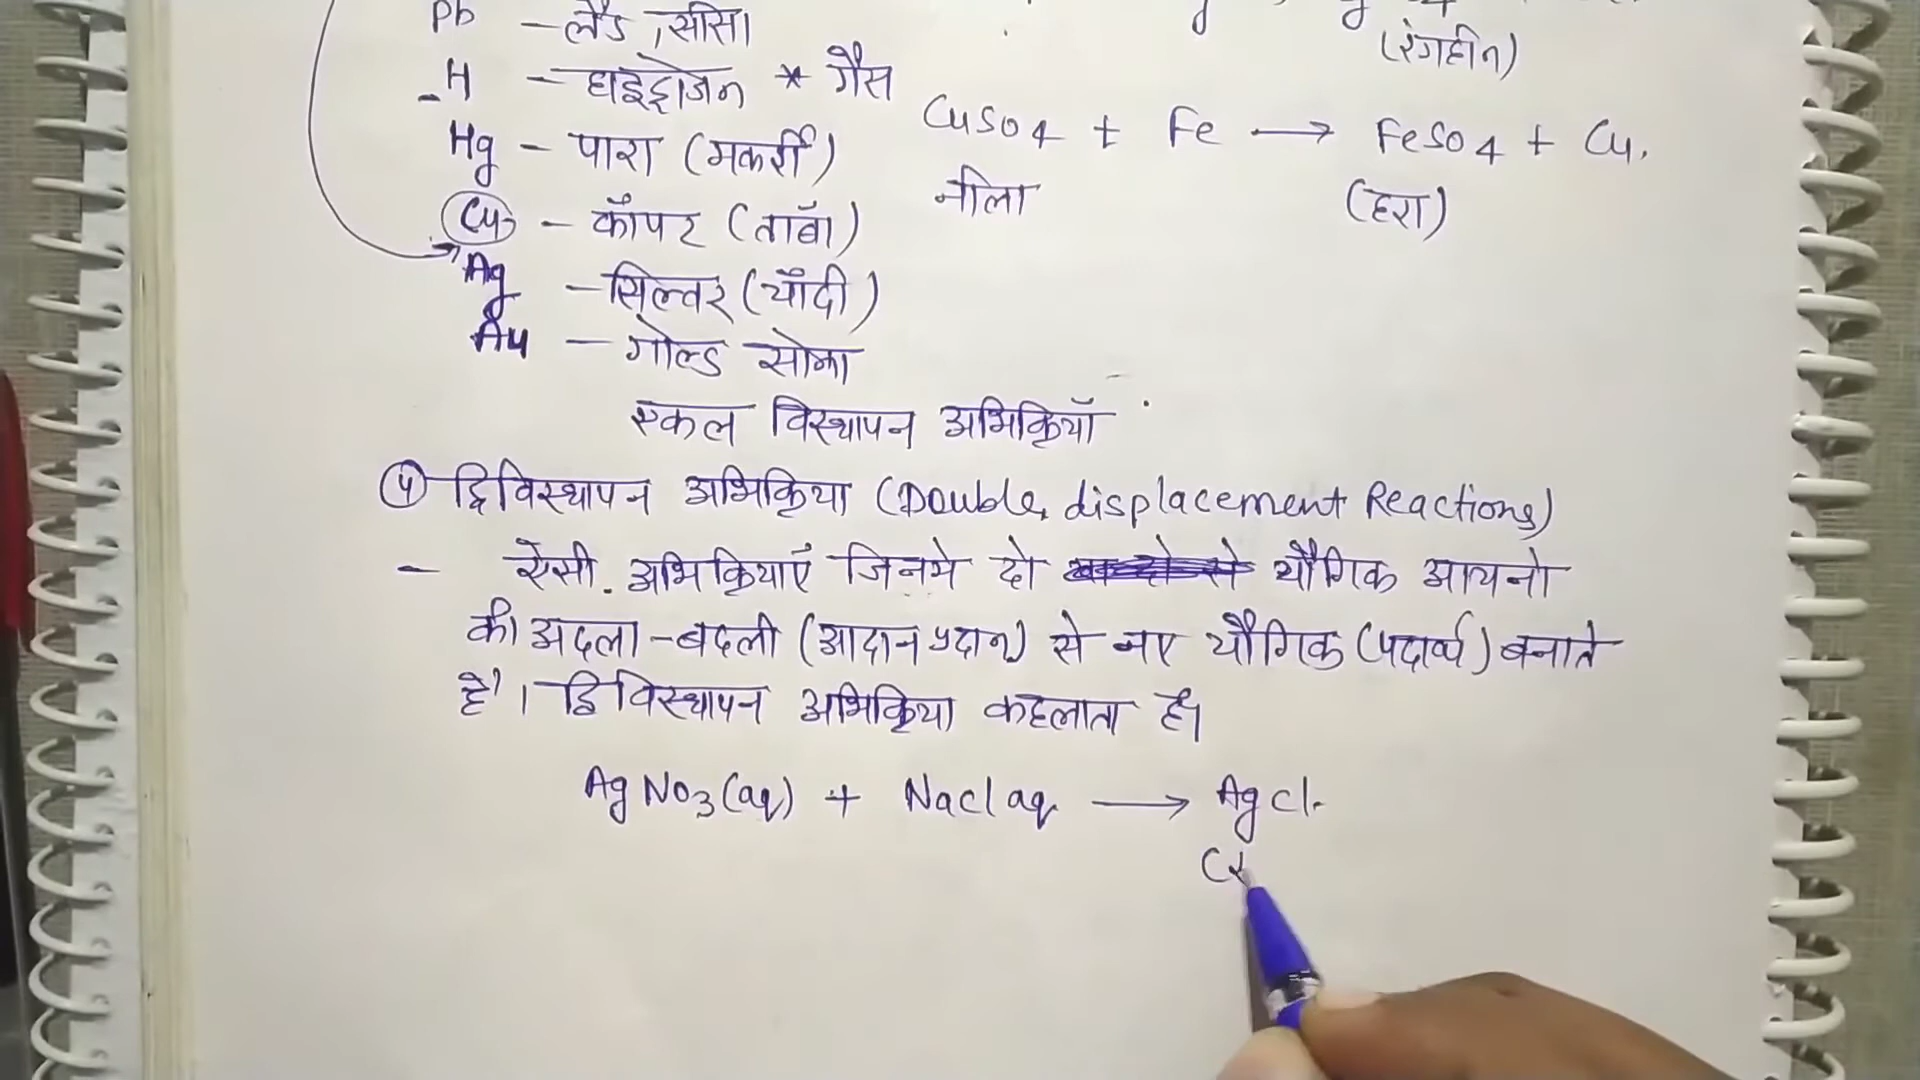 Pb – लैड, सीसा
(रंगहीन)
H – हाइड्रोजन * गैस
CuSO4 + Fe → FeSO4 + Cu.
Hg – पारा (मर्करी)
नीला (हरा)
Cu – कॉपर (ताँबा)
Ag – सिल्वर (चाँदी)
Au – गोल्ड सोना
एकल विस्थापन अभिक्रियाँ
④ द्विविस्थापन अभिक्रिया (Double displacement Reactions)
– ऐसी अभिक्रियाएँ जिनमे दो यौगिक आयनो
की अदला-बदली (आदान प्रदान) से नए यौगिक (पदार्थ) बनाते
है। द्विविस्थापन अभिक्रिया कहलाता है।
AgNO3(aq) + NaCl aq → AgCl